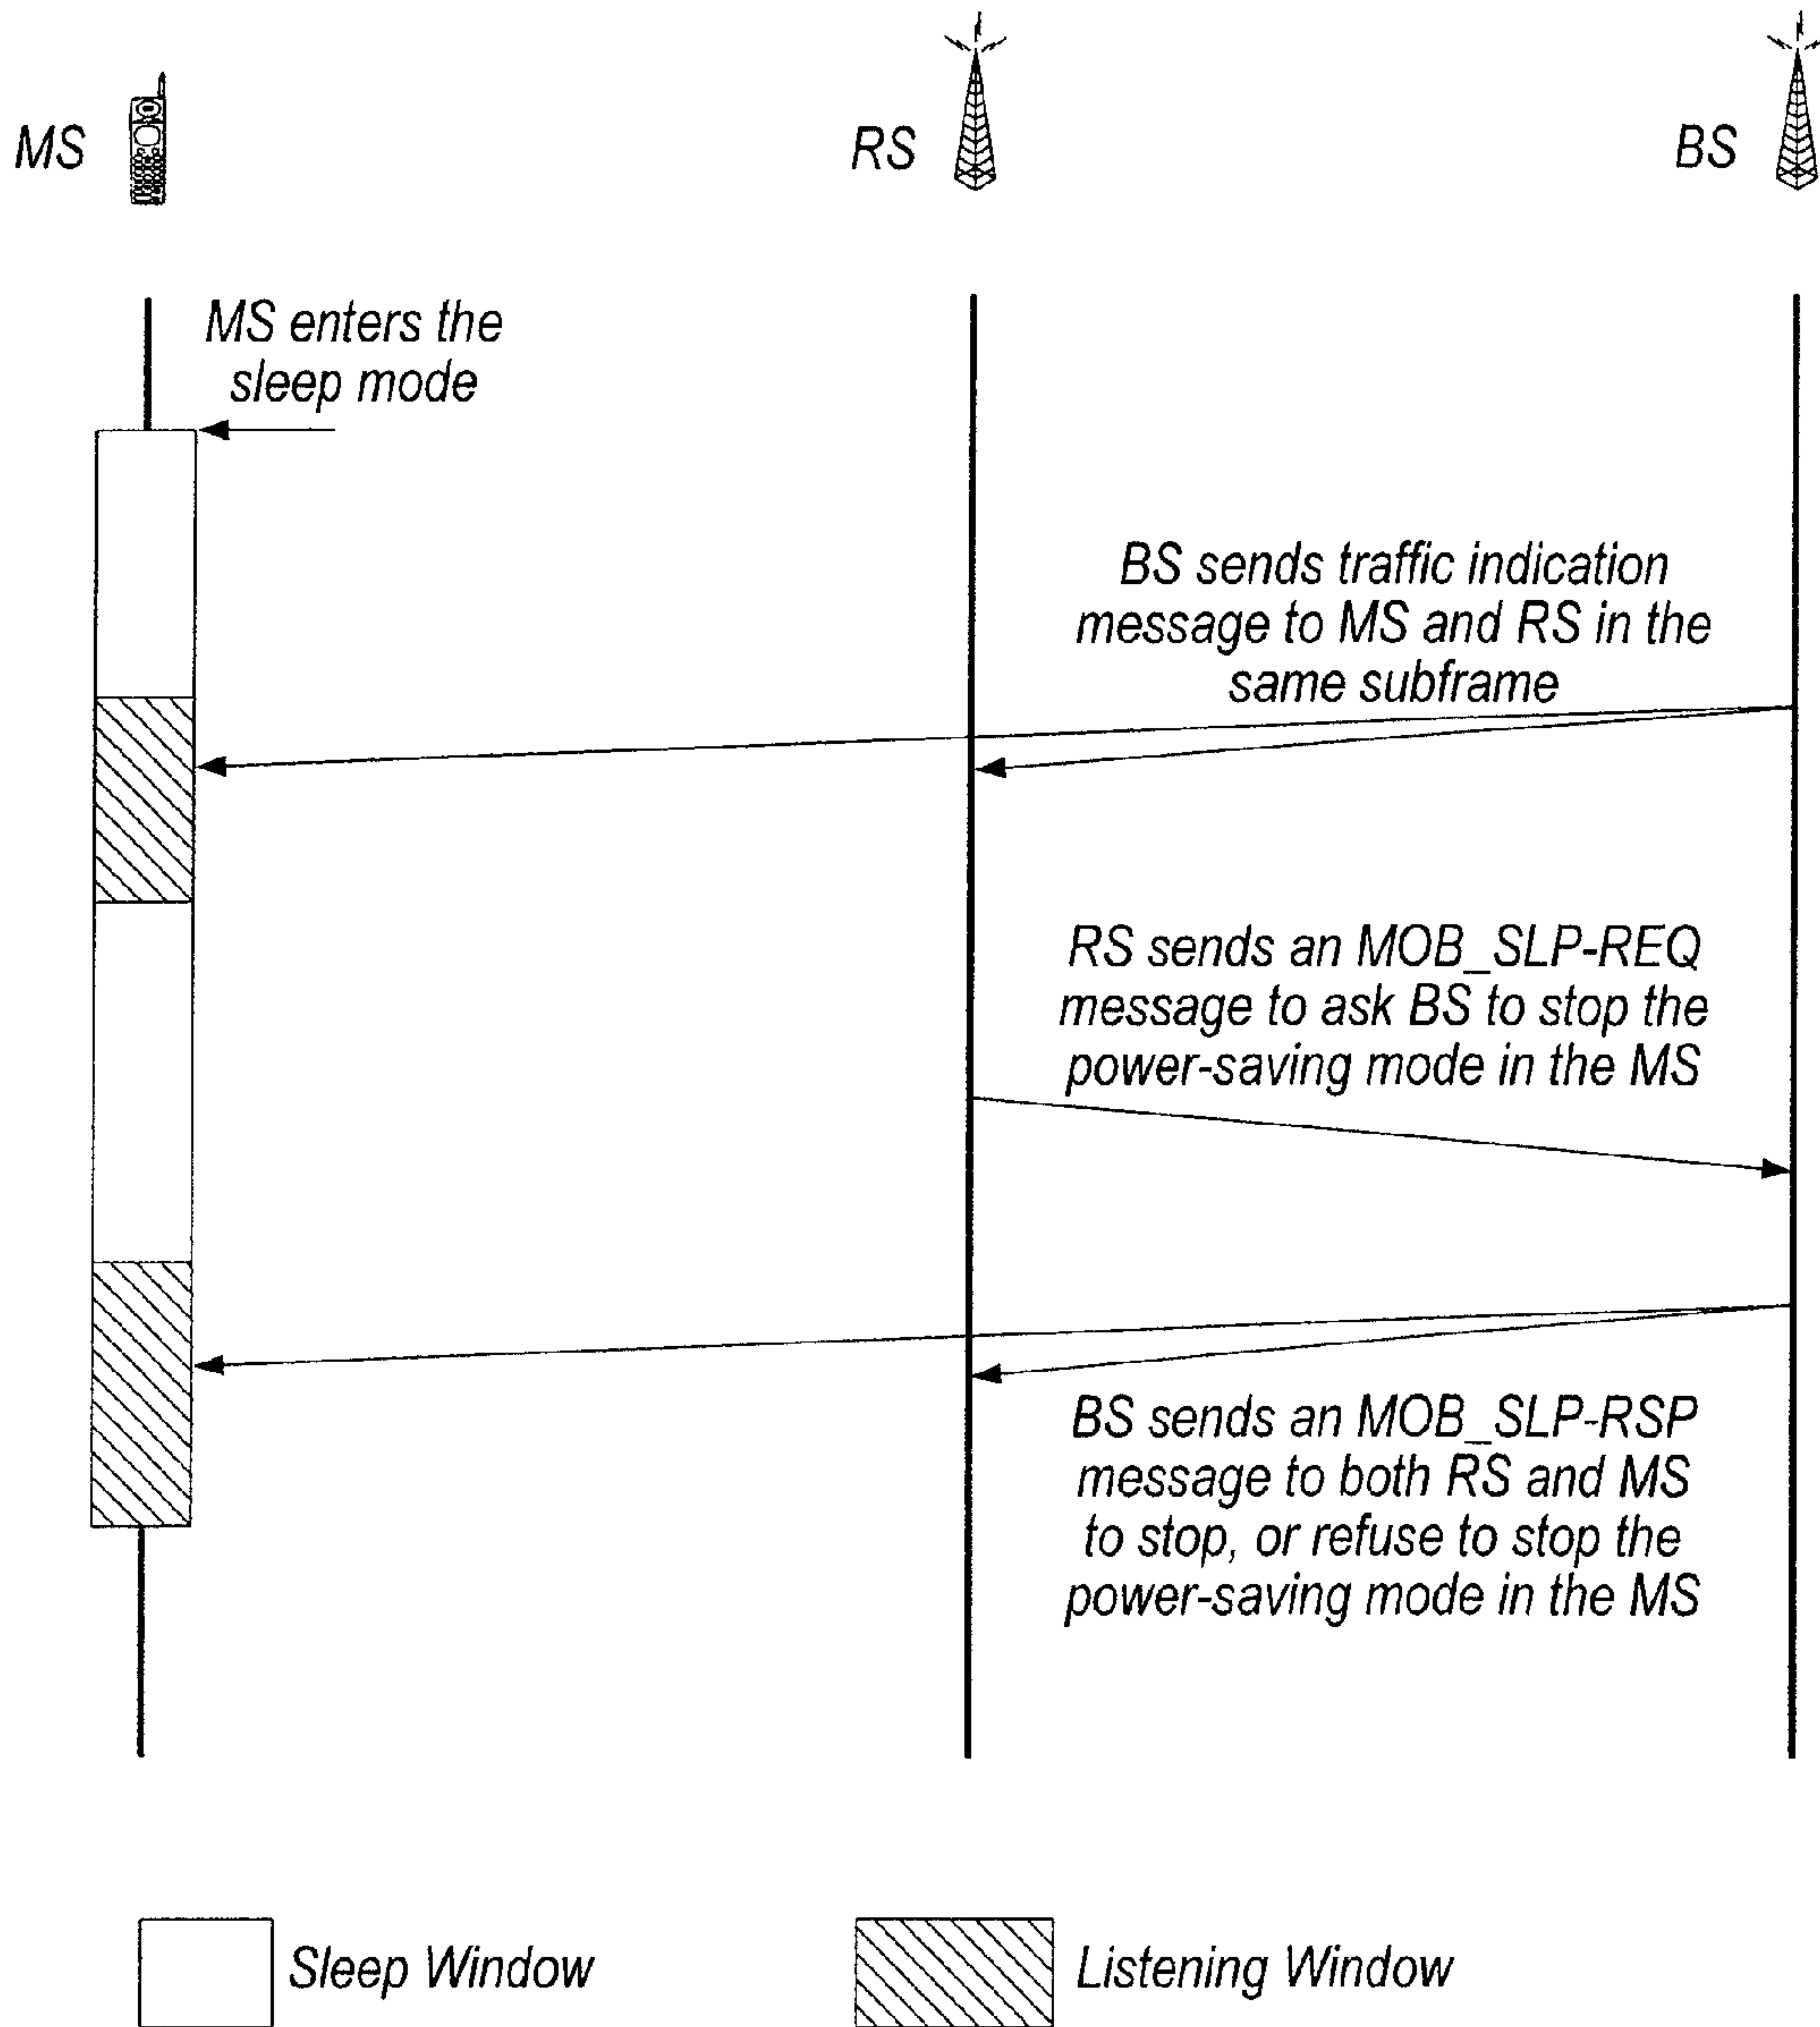 MS
RS
BS
MS enters the
sleep mode
BS sends traffic indication
message to MS and RS in the
same subframe
RS sends an MOB_SLP-REQ
message to ask BS to stop the
power-saving mode in the MS
BS sends an MOB_SLP-RSP
message to both RS and MS
to stop, or refuse to stop the
power-saving mode in the MS
Sleep Window
Listening Window